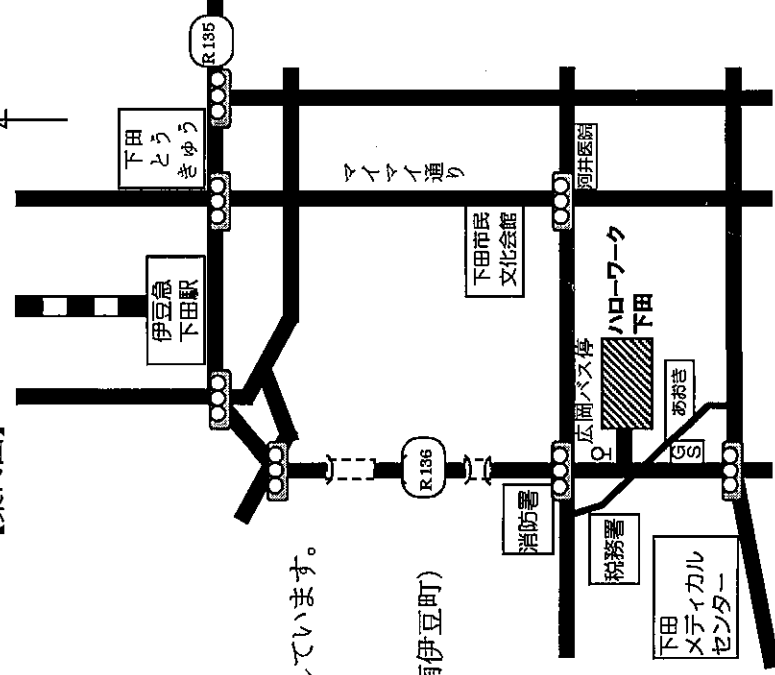 R135
下田
とう
きゅう
伊豆急
下田駅
マイマイ通り
下田市民
文化会館
河井医院
ハローワーク
下田
広岡バス停
あおき
GS
R136
消防署
税務署
下田
メディカル
センター
ています。
南伊豆町)